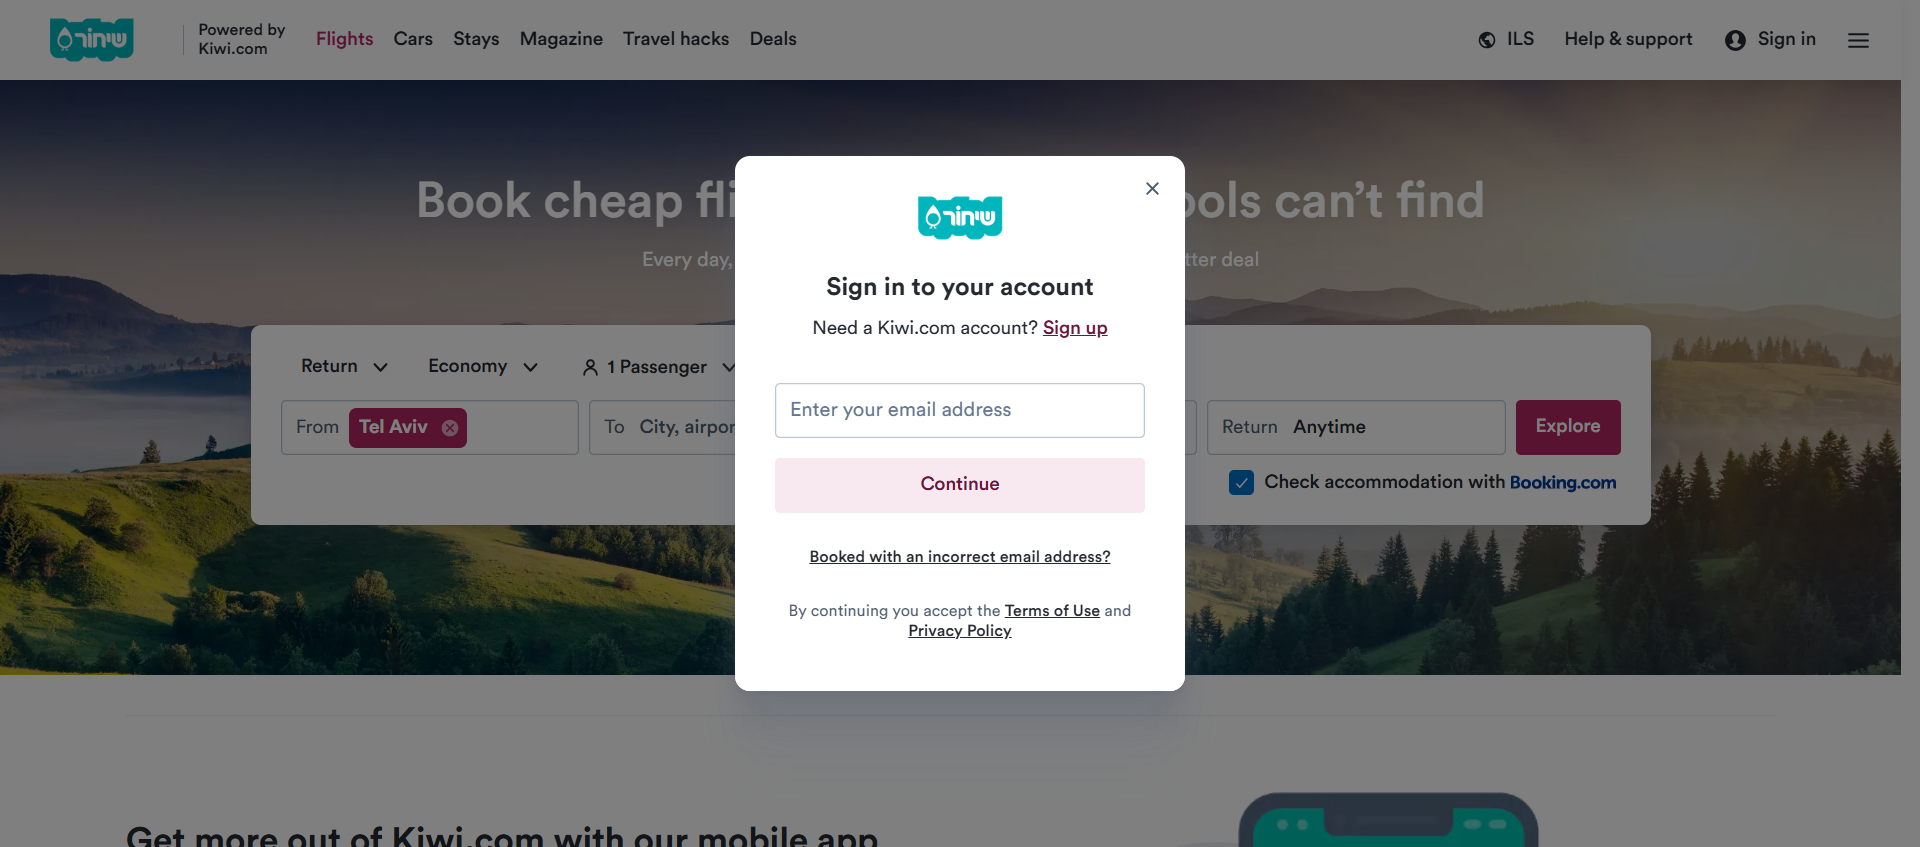 שיחור
Powered by
Kiwi.com
Flights
Cars
Stays
Magazine
Travel hacks
Deals
ILS
Help & support
Sign in
Book cheap fli
ools can't find
Every day,
tter deal
Return
Economy
1 Passenger
From
Tel Aviv
To
City, airpor
Return
Anytime
Explore
Check accommodation with Booking.com
שיחור
Sign in to your account
Need a Kiwi.com account? Sign up
Enter your email address
Continue
Booked with an incorrect email address?
By continuing you accept the Terms of Use and
Privacy Policy
Get more out of Kiwi.com with our mobile app